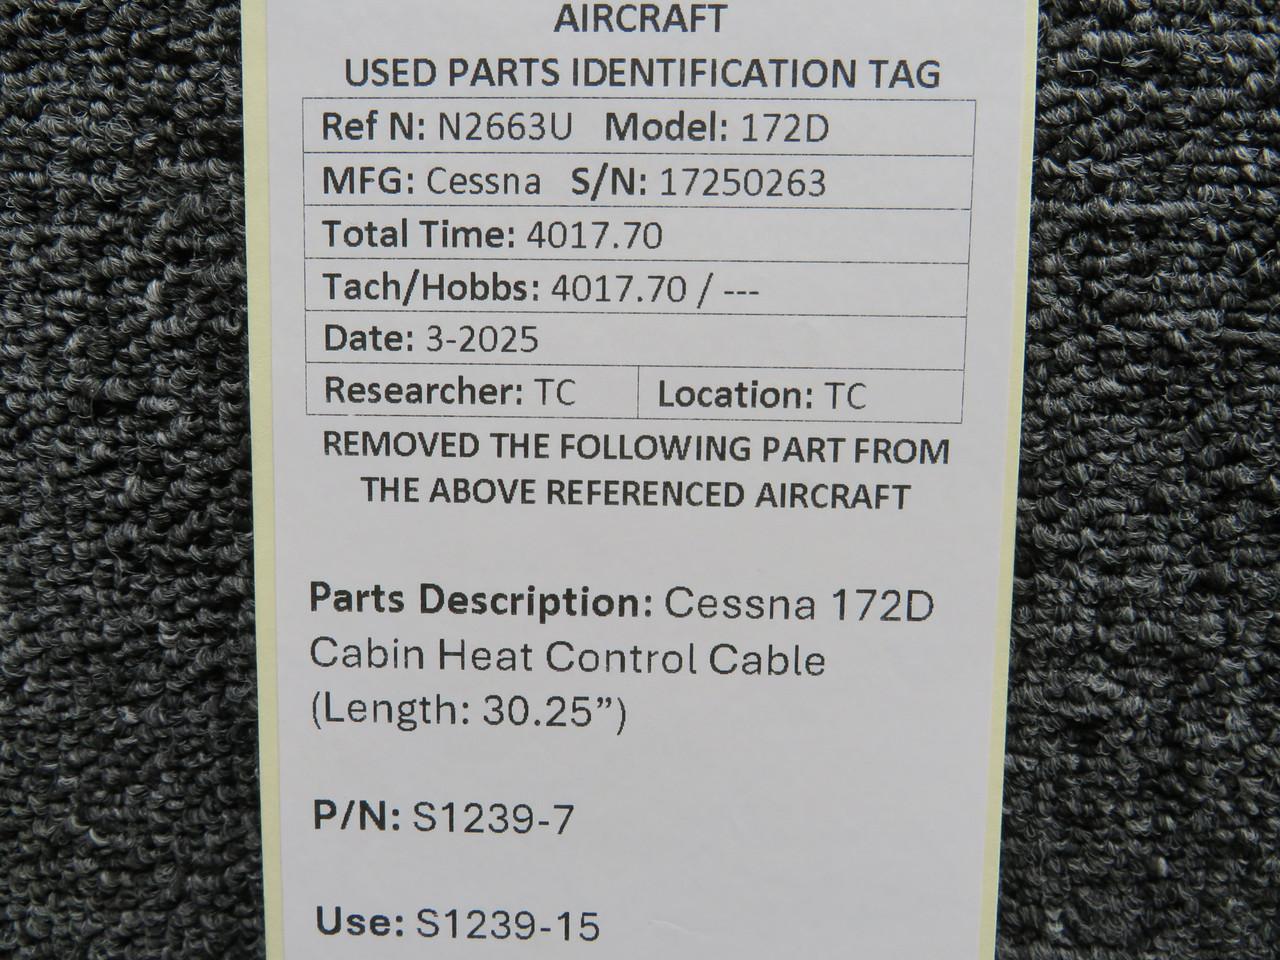 AIRCRAFT
USED PARTS IDENTIFICATION TAG
Ref N: N2663U Model: 172D
MFG: Cessna S/N: 17250263
Total Time: 4017.70
Tach/Hobbs: 4017.70 / ---
Date: 3-2025
Researcher: TC Location: TC
REMOVED THE FOLLOWING PART FROM
THE ABOVE REFERENCED AIRCRAFT
Parts Description: Cessna 172D
Cabin Heat Control Cable
(Length: 30.25”)
P/N: S1239-7
Use: S1239-15